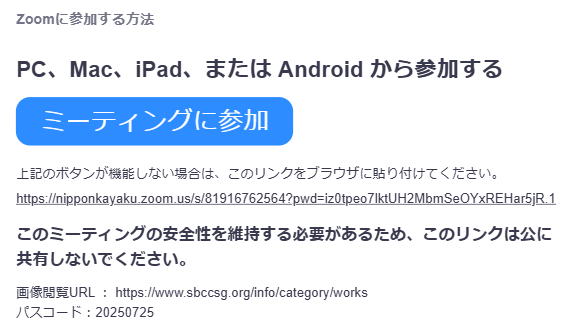 Zoomに参加する方法
PC、Mac、iPad、または Android から参加する
ミーティングに参加
上記のボタンが機能しない場合は、このリンクをブラウザに貼り付けてください。
https://nipponkayaku.zoom.us/s/81916762564?pwd=iz0tpeo7lktUH2MbmSeOYxREHar5jR.1
このミーティングの安全性を維持する必要があるため、このリンクは公に
共有しないでください。
画像閲覧URL ： https://www.sbccsg.org/info/category/works
パスコード：20250725